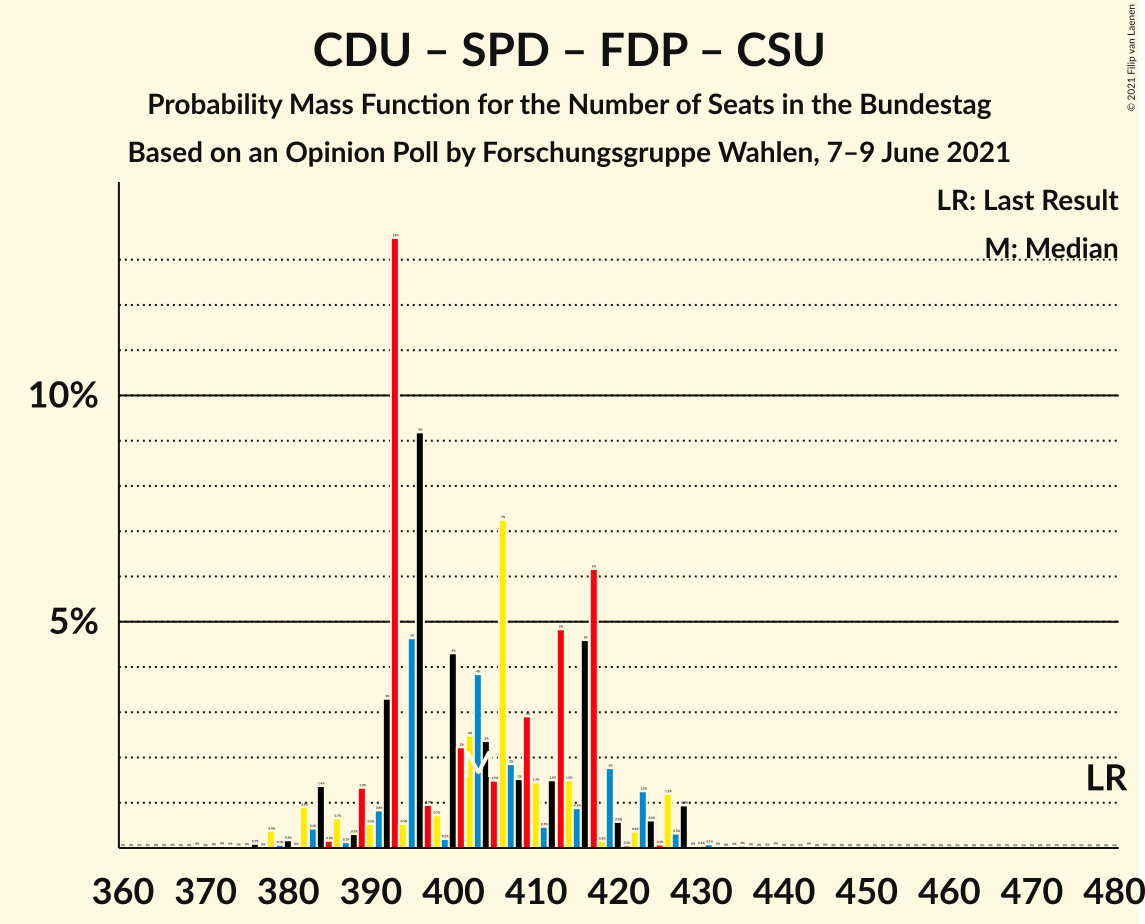 CDU – SPD – FDP – CSU
Probability Mass Function for the Number of Seats in the Bundestag
Based on an Opinion Poll by Forschungsgruppe Wahlen, 7–9 June 2021
© 2021 Filip van Laenen
LR: Last Result
M: Median
10%
5%
M
LR
360 370 380 390 400 410 420 430 440 450 460 470 480